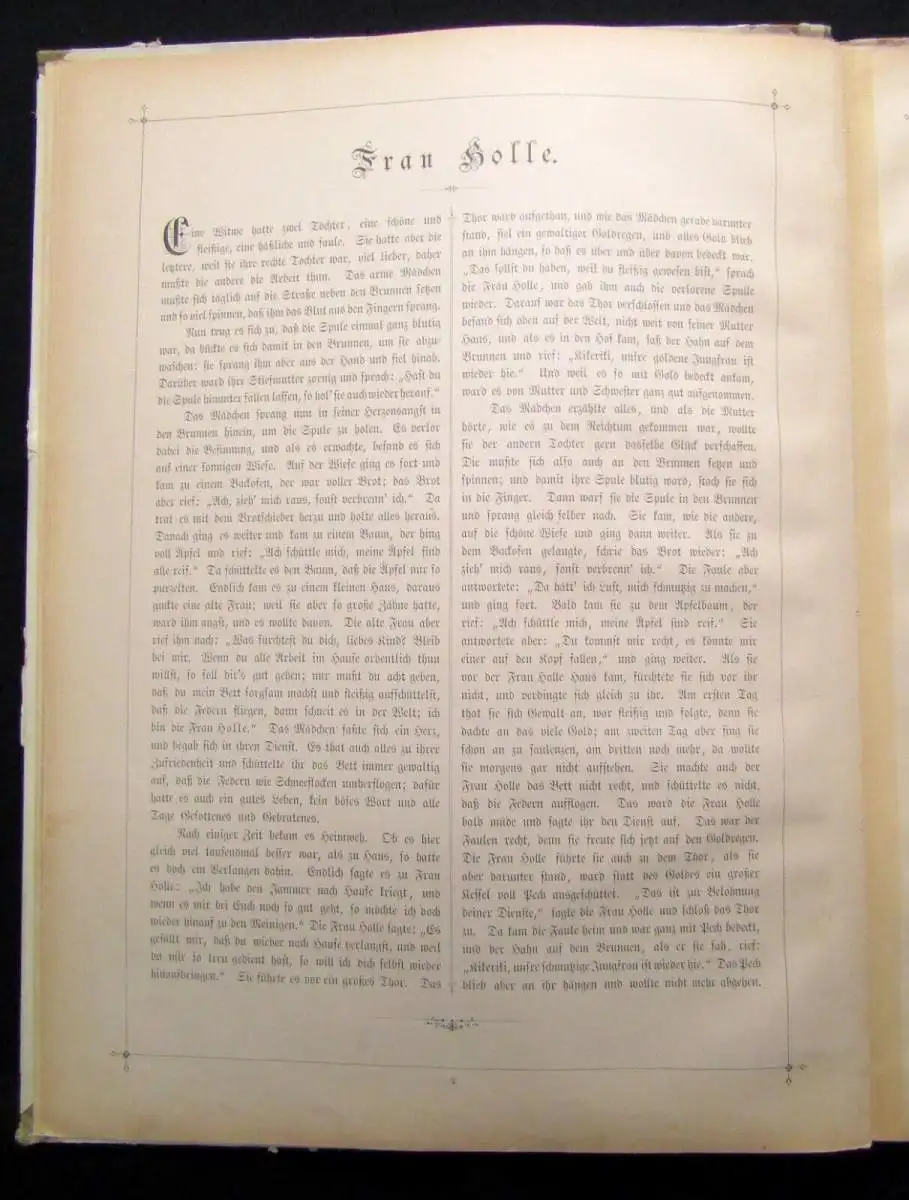 Frau Holle.
Eine Witwe hatte zwei Töchter, eine schöne und
fleißige, eine häßliche und faule. Sie hatte aber die
letztere, weil sie ihre rechte Tochter war, viel lieber, daher
mußte die andere die Arbeit thun. Das arme Mädchen
mußte sich täglich auf die Straße neben den Brunnen setzen
und so viel spinnen, daß ihm das Blut aus den Fingern sprang.
Nun trug es sich zu, daß die Spule einmal ganz blutig
war, da bückte es sich damit in den Brunnen, um sie abzu-
waschen: sie sprang ihm aber aus der Hand und fiel hinab.
Darüber ward ihr Stiefmutter zornig und sprach: „Hast du
die Spule hinunter fallen lassen, so hol' sie auch wieder herauf.“
Das Mädchen sprang nun in seiner Herzensangst in
den Brunnen hinein, um die Spule zu holen. Es verlor
dabei die Besinnung, und als es erwachte, befand es sich
auf einer sonnigen Wiese. Auf der Wiese ging es fort und
kam zu einem Backofen, der war voller Brot; das Brot
aber rief: „Ach, zieh' mich raus, sonst verbrenn' ich.“ Da
trat es mit dem Brotschieber herzu und holte alles heraus.
Danach ging es weiter und kam zu einem Baum, der hing
voll Äpfel und rief: „Ach schüttle mich, meine Äpfel sind
alle reif.“ Da schüttelte es den Baum, daß die Äpfel nur so
purzelten. Endlich kam es zu einem kleinen Haus, daraus
guckte eine alte Frau; weil sie aber so große Zähne hatte,
ward ihm angst, und es wollte davon. Die alte Frau aber
rief ihm nach: „Was fürchtest du dich, liebes Kind? Bleib
bei mir. Wenn du alle Arbeit im Hause ordentlich thun
willst, so soll dir's gut gehen; nur mußt du acht geben,
daß du mein Bett sorgsam machst und fleißig aufschüttelst,
daß die Federn fliegen, dann schneit es in der Welt; ich
bin die Frau Holle.“ Das Mädchen faßte sich ein Herz,
und begab sich in ihren Dienst. Es that auch alles zu ihrer
Zufriedenheit und schüttelte ihr das Bett immer gewaltig
auf, daß die Federn wie Schneeflocken umherflogen; dafür
hatte es auch ein gutes Leben, kein böses Wort und alle
Tage Gesottenes und Gebratenes.
Nach einiger Zeit bekam es Heimweh. Ob es hier
gleich viel tausendmal besser war, als zu Haus, so hatte
es doch ein Verlangen dahin. Endlich sagte es zu Frau
Holle: „Ich habe den Jammer nach Hause kriegt, und
wenn es mir bei Euch noch so gut geht, so möchte ich doch
wieder hinauf zu den Meinigen.“ Die Frau Holle sagte: „Es
gefällt mir, daß du wieder nach Hause verlangst, und weil
du mir so treu gedient hast, so will ich dich selbst wieder
hinaufbringen.“ Sie führte es vor ein großes Thor. Das
Thor ward aufgethan, und wie das Mädchen gerade darunter
stand, fiel ein gewaltiger Goldregen, und alles Gold blieb
an ihm hängen, so daß es über und über davon bedeckt war.
„Das sollst du haben, weil du fleißig gewesen bist,“ sprach
die Frau Holle, und gab ihm auch die verlorene Spulle
wieder. Darauf war das Thor verschlossen und das Mädchen
befand sich oben auf der Welt, nicht weit von seiner Mutter
Haus, und als es in den Hof kam, saß der Hahn auf dem
Brunnen und rief: „Kikeriki, unsre goldene Jungfrau ist
wieder hie.“ Und weil es so mit Gold bedeckt ankam,
ward es von Mutter und Schwester ganz gut aufgenommen.
Das Mädchen erzählte alles, und als die Mutter
hörte, wie es zu dem Reichtum gekommen war, wollte
sie der andern Tochter gern dasselbe Glück verschaffen.
Die mußte sich also auch an den Brunnen setzen und
spinnen; und damit ihre Spule blutig ward, stach sie sich
in die Finger. Dann warf sie die Spule in den Brunnen
und sprang gleich selber nach. Sie kam, wie die andere,
auf die schöne Wiese und ging dann weiter. Als sie zu
dem Backofen gelangte, schrie das Brot wieder: „Ach
zieh' mich raus, sonst verbrenn' ich.“ Die Faule aber
antwortete: „Da hätt' ich Lust, mich schmutzig zu machen,“
und ging fort. Bald kam sie zu dem Apfelbaum, der
rief: „Ach schüttle mich, meine Äpfel sind reif.“ Sie
antwortete aber: „Du kommst mir recht, es könnte mir
einer auf den Kopf fallen,“ und ging weiter. Als sie
vor der Frau Holle Haus kam, fürchtete sie sich vor ihr
nicht, und verdingte sich gleich zu ihr. Am ersten Tag
that sie sich Gewalt an, war fleißig und folgte, denn sie
dachte an das viele Gold; am zweiten Tag aber fing sie
schon an zu faulenzen, am dritten noch mehr, da wollte
sie morgens gar nicht aufstehen. Sie machte auch der
Frau Holle das Bett nicht recht, und schüttelte es nicht,
daß die Federn aufflogen. Das ward die Frau Holle
bald müde und sagte ihr den Dienst auf. Das war der
Faulen recht, denn sie freute sich jetzt auf den Goldregen.
Die Frau Holle führte sie auch zu dem Thor, als sie
aber darunter stand, ward statt des Goldes ein großer
Kessel voll Pech ausgeschüttet. „Das ist zur Belohnung
deiner Dienste,“ sagte die Frau Holle und schloß das Thor
zu. Da kam die Faule heim und war ganz mit Pech bedeckt,
und der Hahn auf dem Brunnen, als er sie sah, rief:
„Kikeriki, unsre schmutzige Jungfrau ist wieder hie.“ Das Pech
blieb aber an ihr hängen und wollte nicht mehr abgehen.